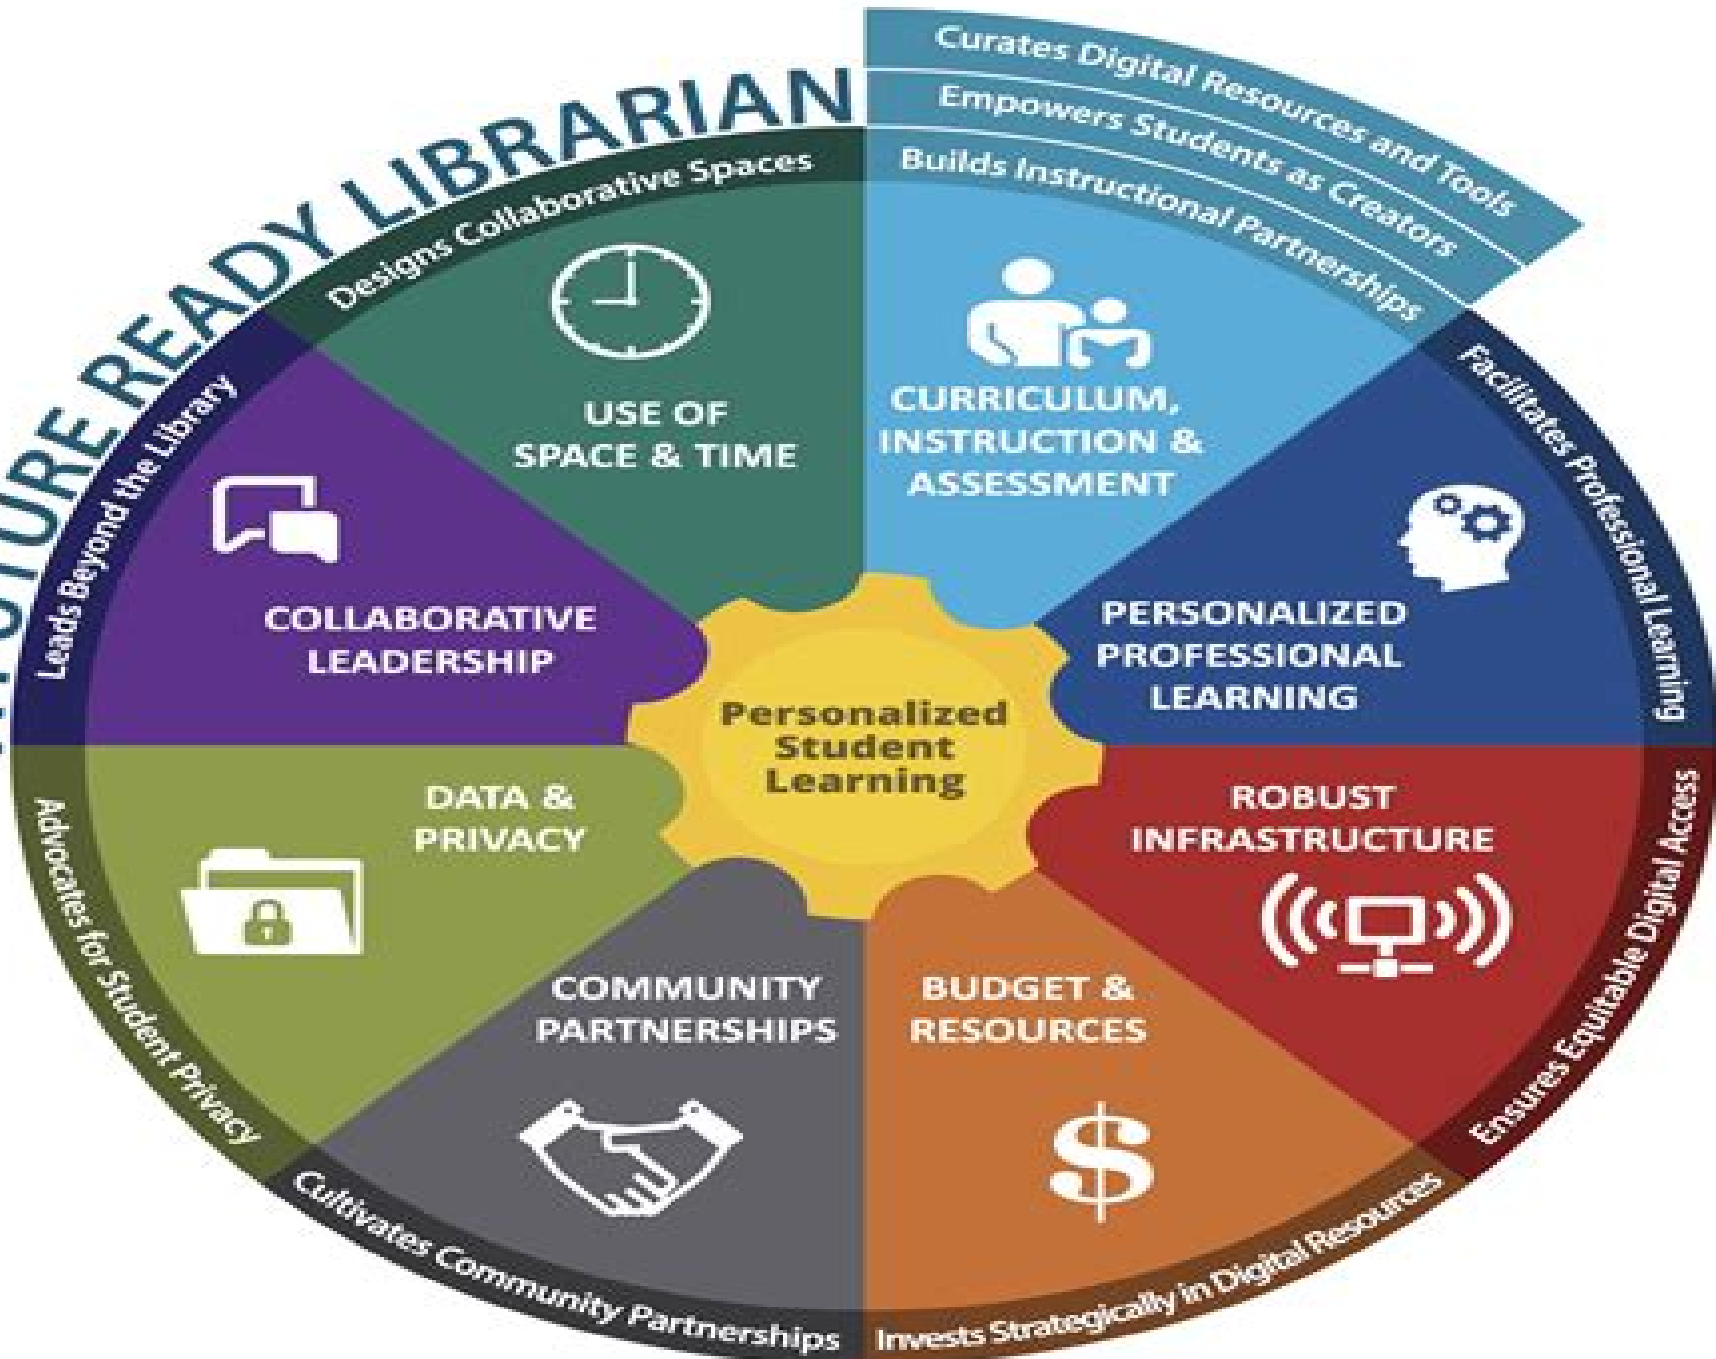 READY LIBRARIAN
Curates Digital Resources and Tools
Empowers Students as Creators
Builds Instructional Partnerships
CURRICULUM,
INSTRUCTION &
ASSESSMENT
Facilitates Professional Learning
PERSONALIZED
PROFESSIONAL
LEARNING
Ensures Equitable Digital Access
ROBUST
INFRASTRUCTURE
Invests Strategically in Digital Resources
BUDGET &
RESOURCES
$
Cultivates Community Partnerships
COMMUNITY
PARTNERSHIPS
Advocates for Student Privacy
DATA &
PRIVACY
Leads Beyond the Library
COLLABORATIVE
LEADERSHIP
Designs Collaborative Spaces
USE OF
SPACE & TIME
Personalized
Student
Learning